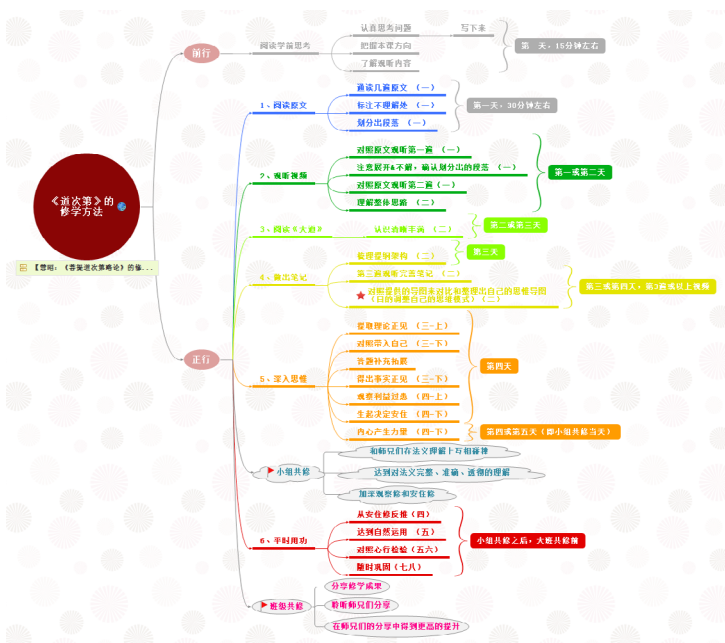 《道次第》的
修学方法
【普明：《菩提道次第略论》的修...
前行
阅读学前思考
认真思考问题
写下来
把握本课方向
了解观听内容
第一天，15分钟左右
正行
1、阅读原文
通读几遍原文（一）
标注不理解处（一）
划分出段落（一）
第一天，30分钟左右
2、观听视频
对照原文观听第一遍（一）
注意展开&不解，确认划分出的段落（一）
对照原文观听第二遍（一）
理解整体思路（二）
第一或第二天
3、阅读《大道》
认识清晰丰满（二）
第二或第二天
4、做出笔记
梳理提纲架构（二）
第三天
第三遍观听完善笔记（二）
对照提供的导图来对比和整理出自己的思维导图
（目的调整自己的思维模式）（二）
第三或第四天，第3遍或以上视频
5、深入思维
提取理论正见（三-上）
对照带入自己（三-下）
答题补充拓展
得出事实正见（三-下）
观察利益过患（四-上）
生起决定安住（四-下）
第四天
内心产生力量（四-下）
第四或第五天（即小组共修当天）
小组共修
和师兄们在法义理解上互相碰撞
达到对法义完整、准确、透彻的理解
加深观察修和安住修
6、平时用功
从安住修反推（四）
达到自然运用（五）
对照心行检验（五六）
随时巩固（七八）
小组共修之后，大班共修前
班级共修
分享修学成果
聆听师兄们分享
在师兄们的分享中得到更高的提升